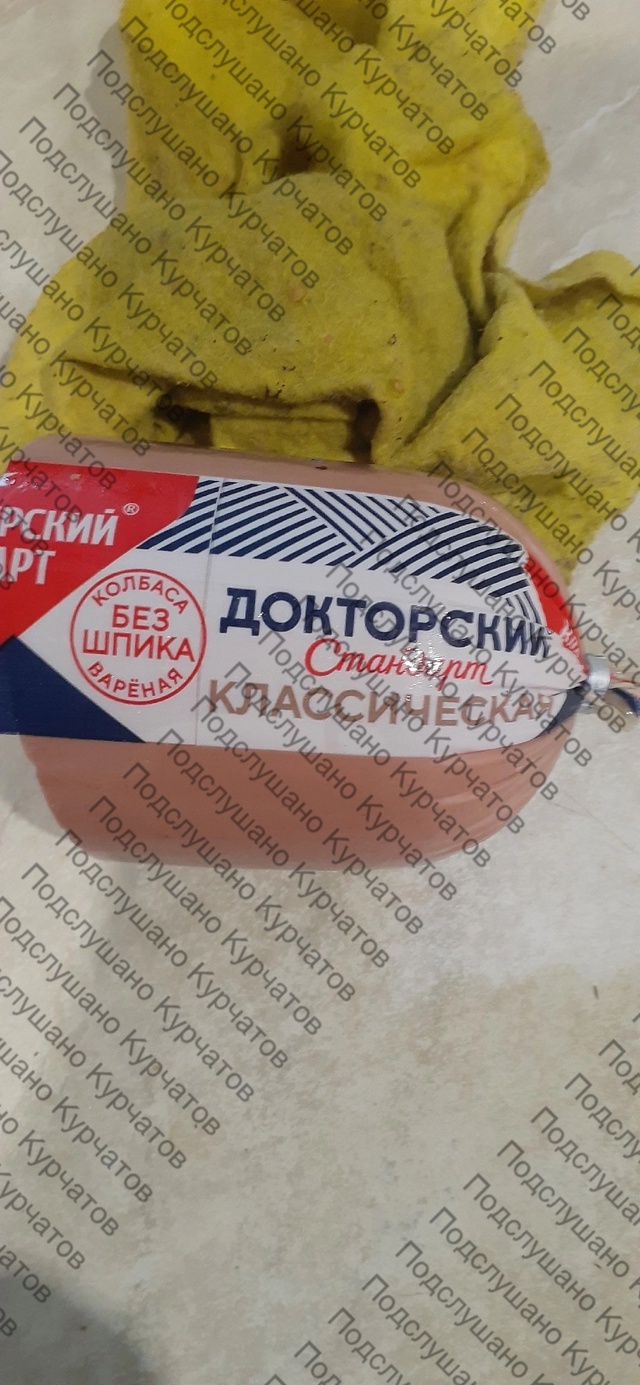 РСКИЙ®
АРТ
КОЛБАСА
БЕЗ
ШПИКА
ВАРЁНАЯ
ДОКТОРСКИЙ
Стандарт
КЛАССИЧЕСКАЯ
Подслушано Курчатов